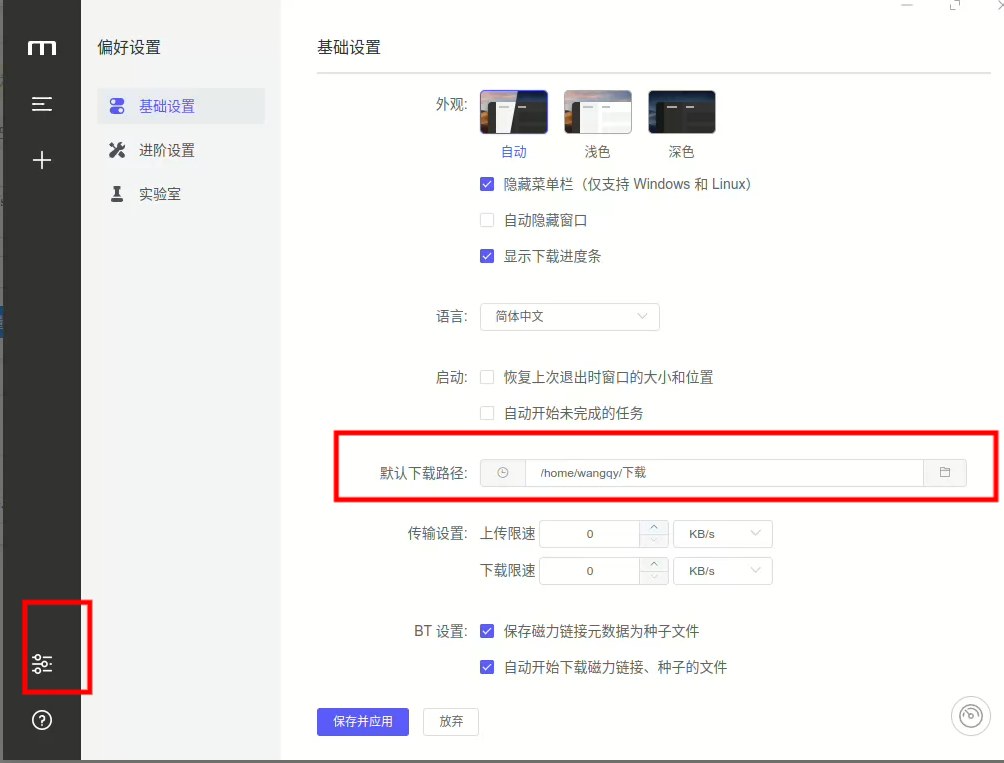 m
偏好设置
基础设置
进阶设置
实验室
基础设置
外观:
自动 浅色 深色
隐藏菜单栏（仅支持 Windows 和 Linux）
自动隐藏窗口
显示下载进度条
语言: 简体中文
启动: 恢复上次退出时窗口的大小和位置
自动开始未完成的任务
默认下载路径: /home/wangqy/下载
传输设置: 上传限速 0 KB/s
下载限速 0 KB/s
BT 设置: 保存磁力链接元数据为种子文件
自动开始下载磁力链接、种子的文件
保存并应用 放弃